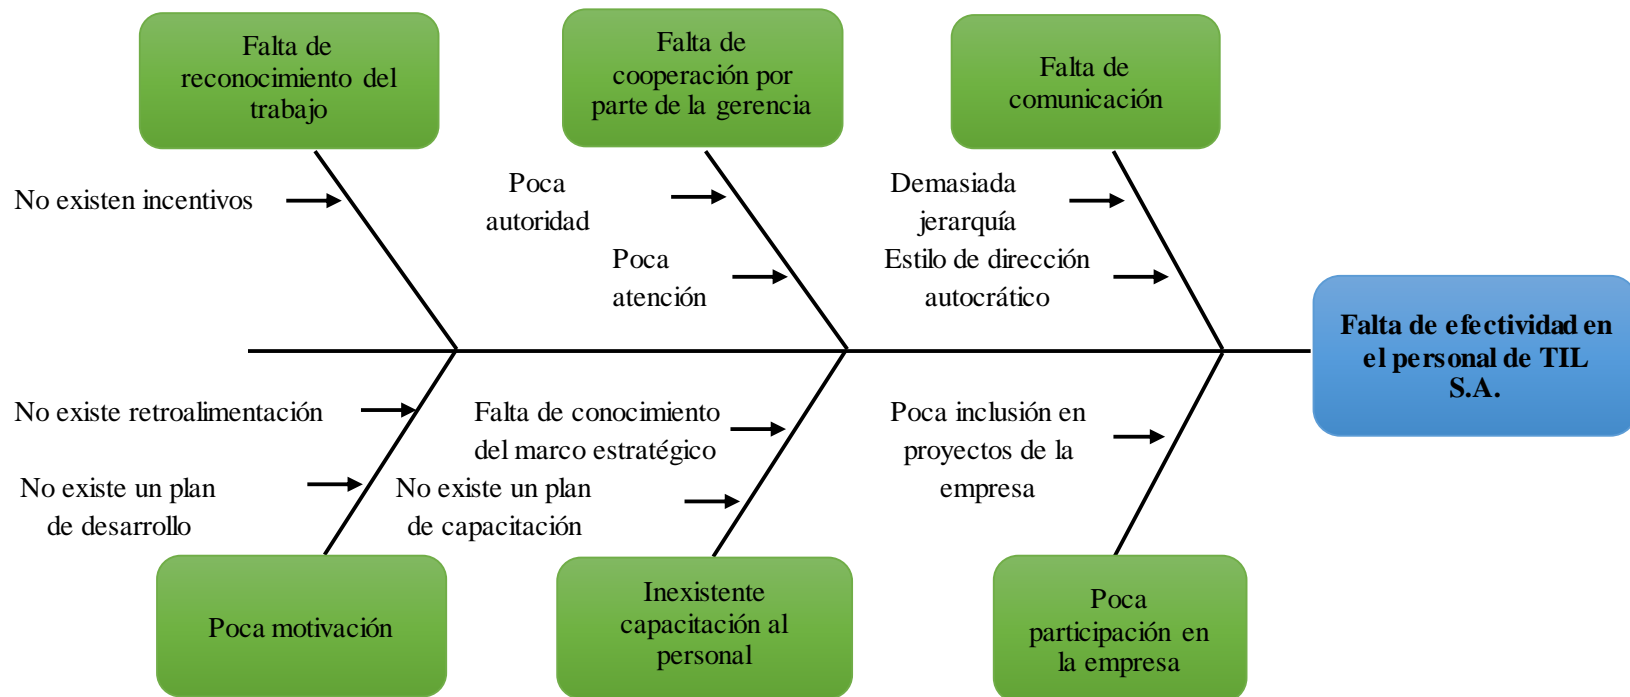 Falta de
reconocimiento del
trabajo
Falta de
cooperación por
parte de la gerencia
Falta de
comunicación
No existen incentivos
Poca
autoridad
Poca
atención
Demasiada
jerarquía
Estilo de dirección
autocrático
Falta de efectividad en
el personal de TIL
S.A.
No existe retroalimentación
No existe un plan
de desarrollo
Falta de conocimiento
del marco estratégico
No existe un plan
de capacitación
Poca inclusión en
proyectos de la
empresa
Poca motivación
Inexistente
capacitación al
personal
Poca
participación en
la empresa